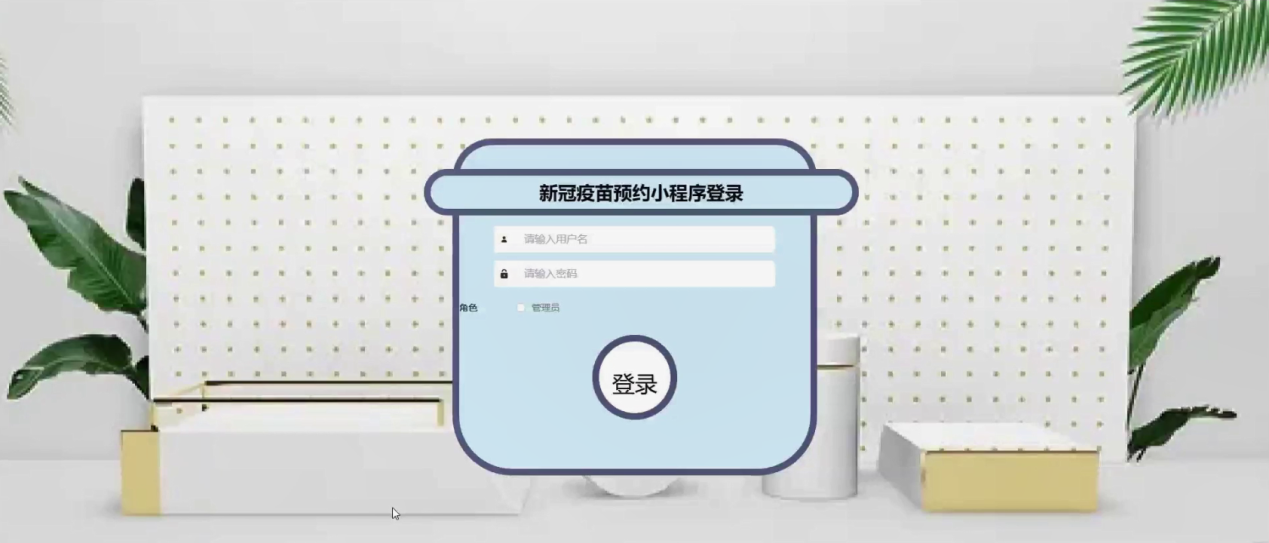 新冠疫苗预约小程序登录
请输入用户名
请输入密码
角色 管理员
登录